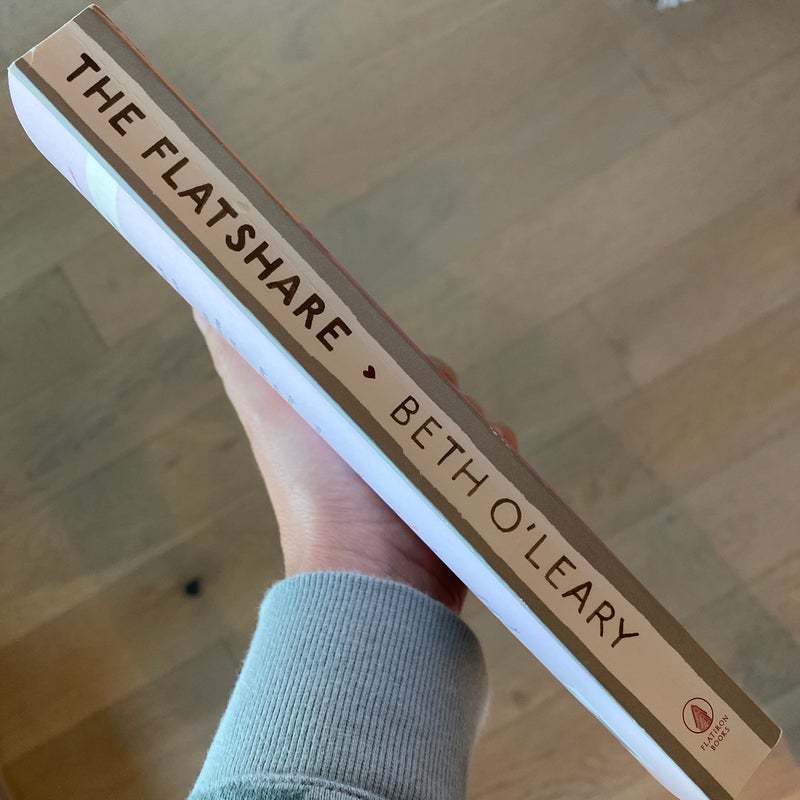 THE FLATSHARE
BETH O'LEARY
FLATIRON
BOOKS